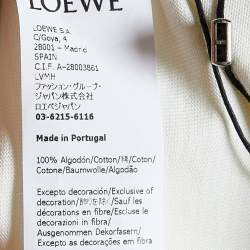 LOEWE
LOEWE S.A.
C/Goya, 4
28001 - Madrid
SPAIN
C.I.F. A-28003861
LVMH
ファッション・グループ・
ジャパン株式会社
ロエベジャパン
03-6215-6116
Made in Portugal
100% Algodón/Cotton/綿/Coton/
Cotone/Baumwolle/Algodão
Excepto decoración/Exclusive of
decoration/飾りを除く/Sauf les
décorations en fibre/Escluse le
decorazioni in fibra/
Ausgenommen Dekorfasern/
Excepto as decorações em fibra